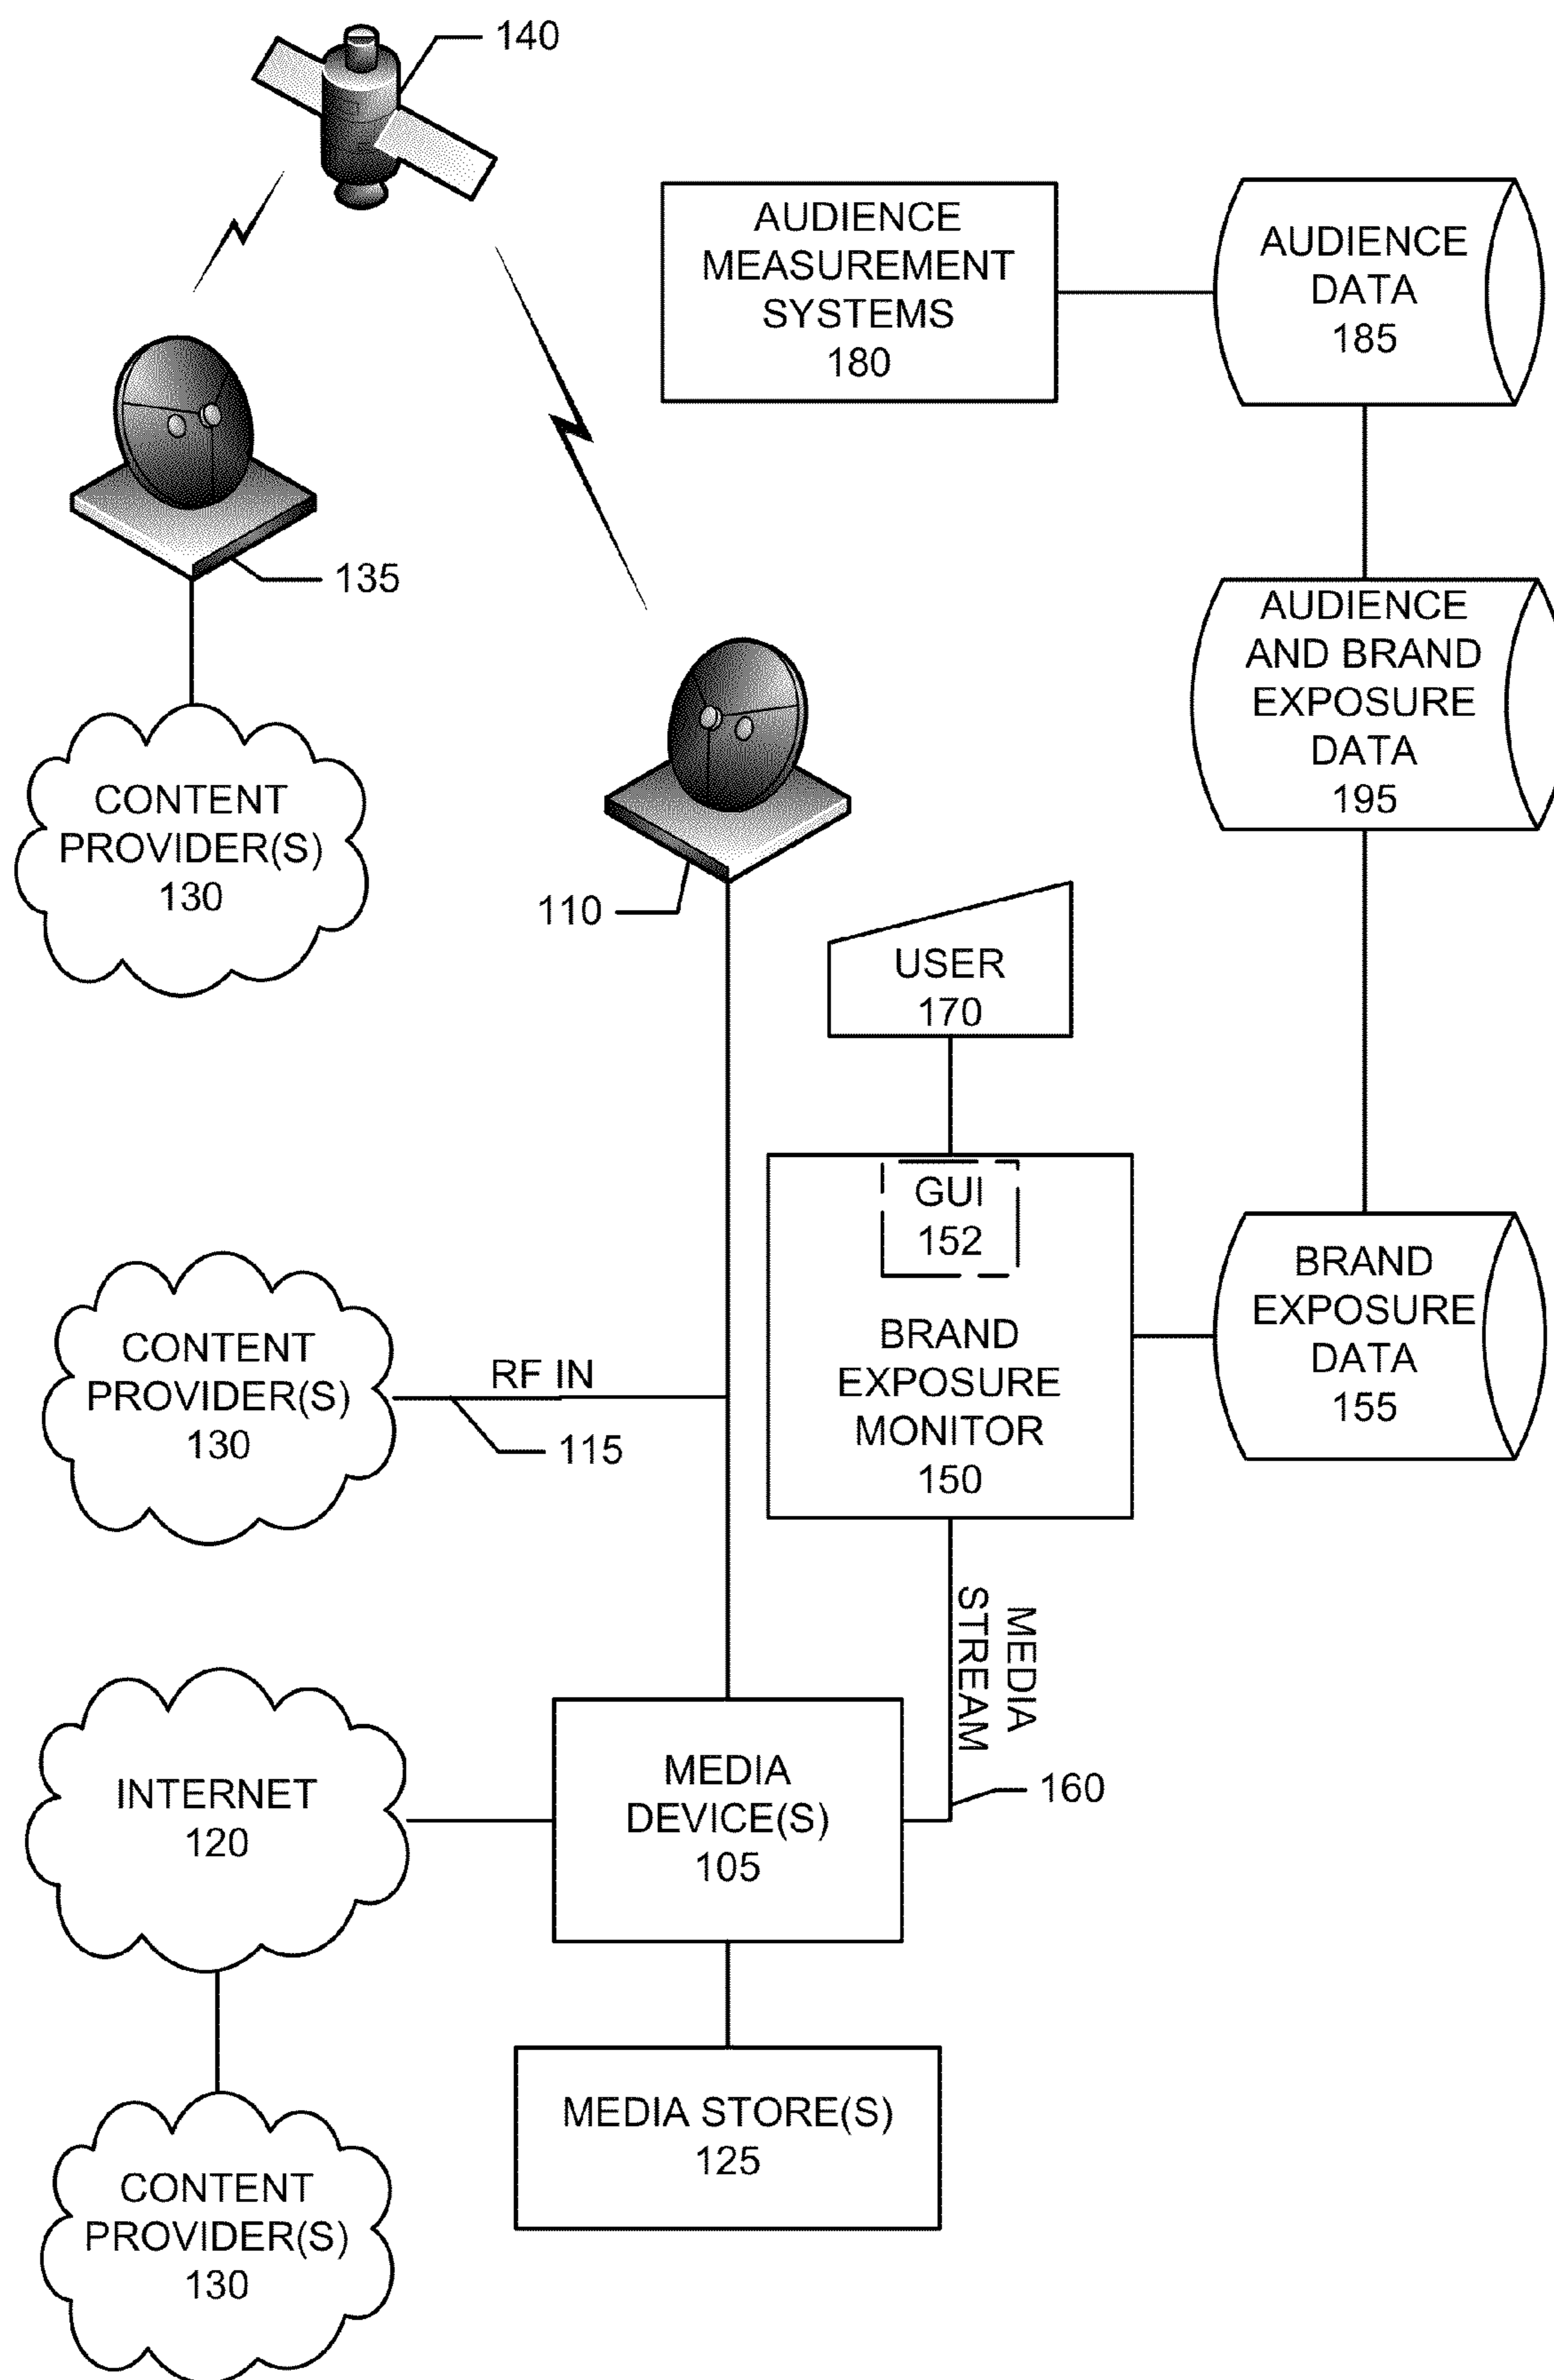 140
AUDIENCE
MEASUREMENT
SYSTEMS
180
AUDIENCE
DATA
185
135
AUDIENCE
AND BRAND
EXPOSURE
DATA
195
CONTENT
PROVIDER(S)
130
110
USER
170
GUI
152
BRAND
EXPOSURE
MONITOR
150
BRAND
EXPOSURE
DATA
155
CONTENT
PROVIDER(S)
130
RF IN
115
MEDIA
STREAM
160
INTERNET
120
MEDIA
DEVICE(S)
105
MEDIA STORE(S)
125
CONTENT
PROVIDER(S)
130